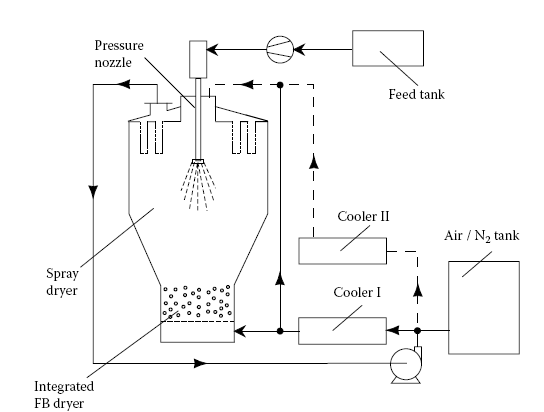 Pressure
nozzle
Feed tank
Cooler II
Air / N₂ tank
Spray
dryer
Cooler I
Integrated
FB dryer